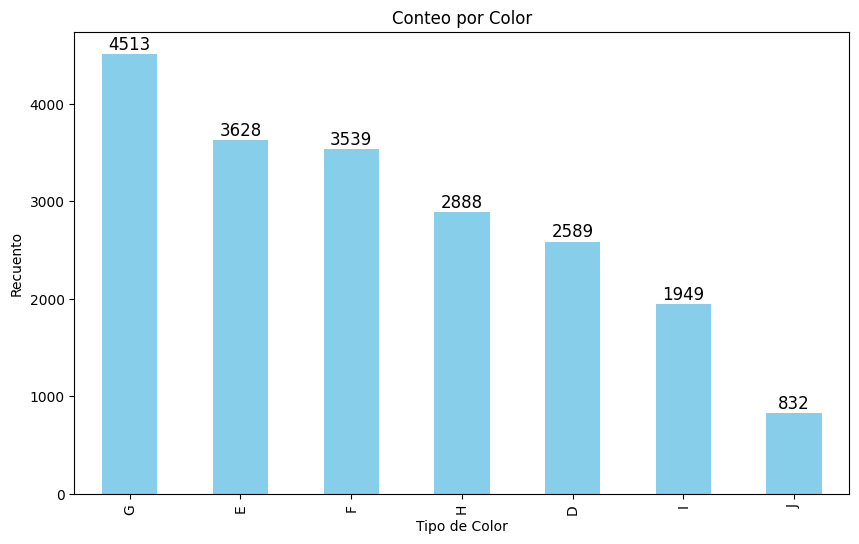 Conteo por Color
4513
3628
3539
2888
2589
1949
832
4000
3000
2000
1000
0
Recuento
G
E
F
H
D
I
J
Tipo de Color